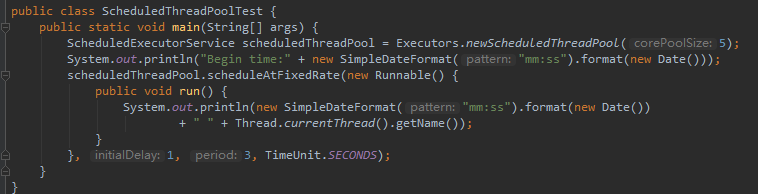 public class ScheduledThreadPoolTest {
    public static void main(String[] args) {
        ScheduledExecutorService scheduledThreadPool = Executors.newScheduledThreadPool( corePoolSize: 5);
        System.out.println("Begin time:" + new SimpleDateFormat( pattern: "mm:ss").format(new Date()));
        scheduledThreadPool.scheduleAtFixedRate(new Runnable() {
            public void run() {
                System.out.println(new SimpleDateFormat( pattern: "mm:ss").format(new Date())
                        + " " + Thread.currentThread().getName());
            }
        }, initialDelay: 1, period: 3, TimeUnit.SECONDS);
    }
}